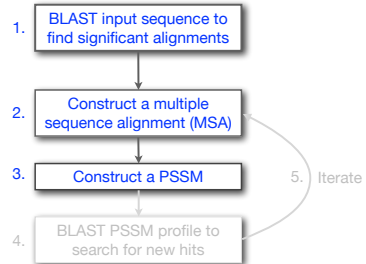 1. BLAST input sequence to
find significant alignments
2. Construct a multiple
sequence alignment (MSA)
3. Construct a PSSM
5. Iterate
4. BLAST PSSM profile to
search for new hits